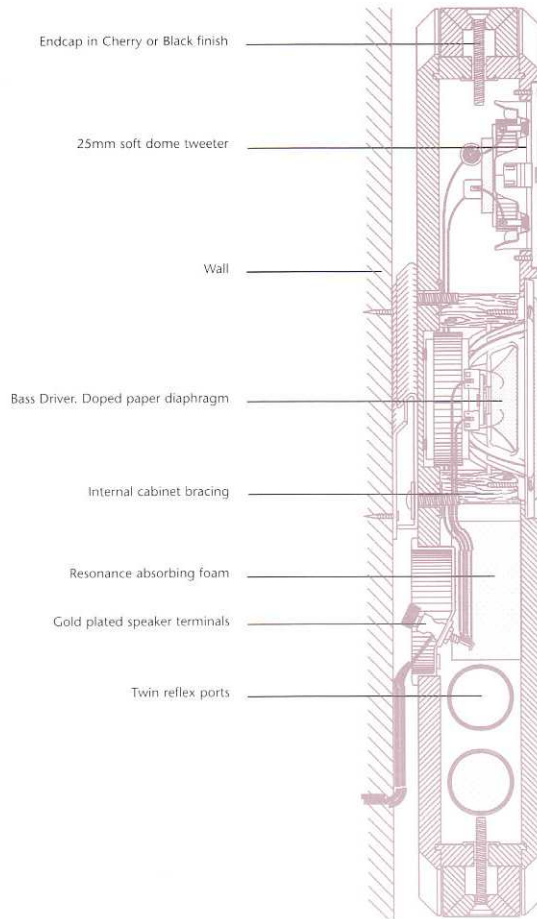 Endcap in Cherry or Black finish
25mm soft dome tweeter
Wall
Bass Driver. Doped paper diaphragm
Internal cabinet bracing
Resonance absorbing foam
Gold plated speaker terminals
Twin reflex ports